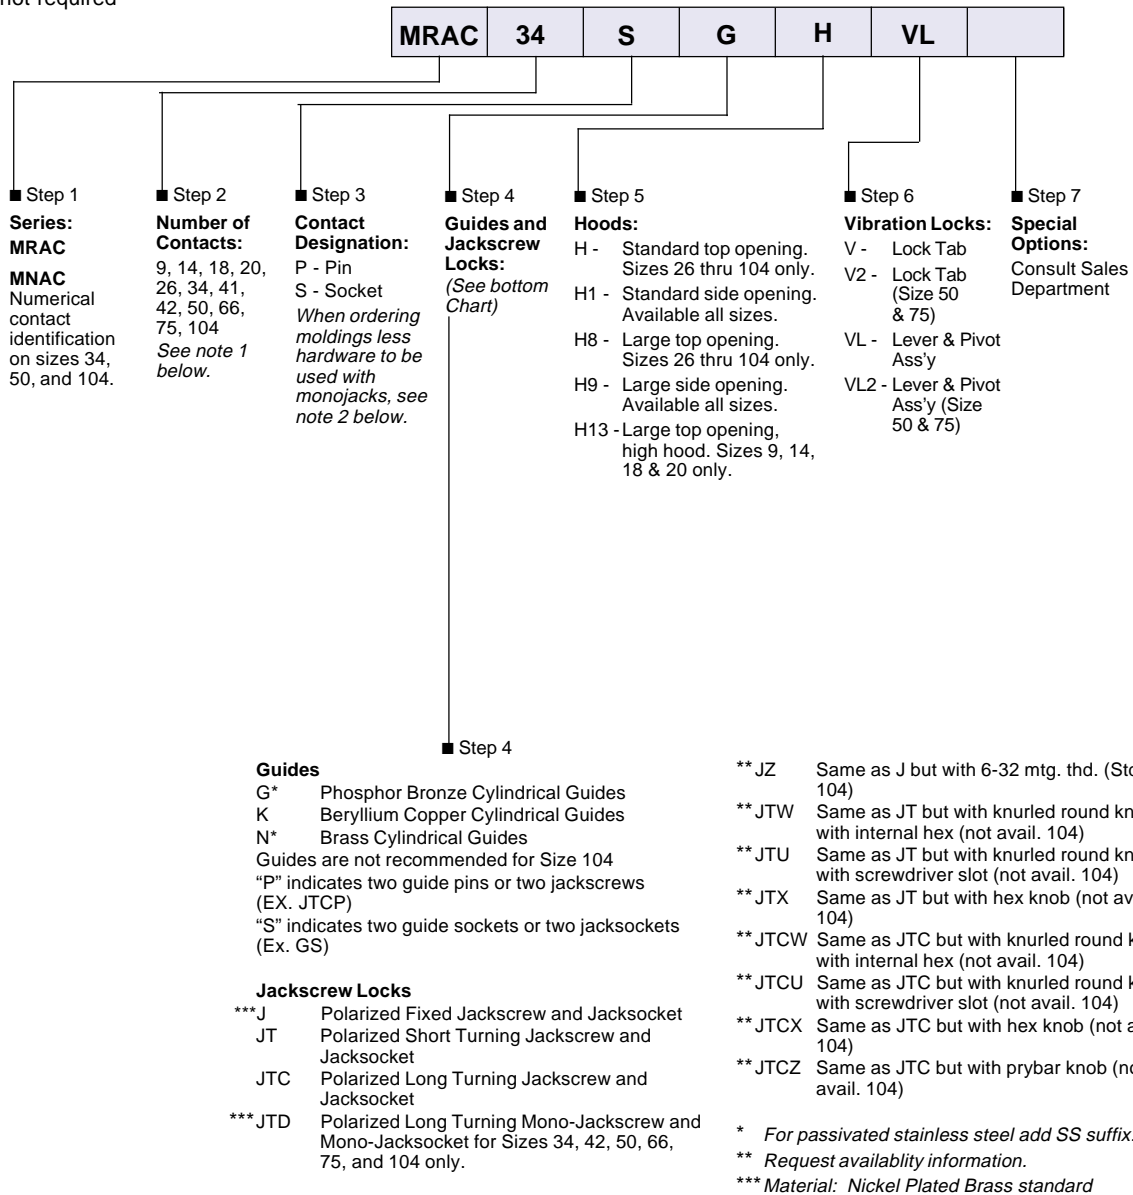 not required
MRAC 34 S G H VL
■ Step 1
Series:
MRAC
MNAC
Numerical
contact
identification
on sizes 34,
50, and 104.
■ Step 2
Number of
Contacts:
9, 14, 18, 20,
26, 34, 41,
42, 50, 66,
75, 104
See note 1
below.
■ Step 3
Contact
Designation:
P - Pin
S - Socket
When ordering
moldings less
hardware to be
used with
monojacks, see
note 2 below.
■ Step 4
Guides and
Jackscrew
Locks:
(See bottom
Chart)
■ Step 5
Hoods:
H - Standard top opening.
Sizes 26 thru 104 only.
H1 - Standard side opening.
Available all sizes.
H8 - Large top opening.
Sizes 26 thru 104 only.
H9 - Large side opening.
Available all sizes.
H13 - Large top opening,
high hood. Sizes 9, 14,
18 & 20 only.
■ Step 6
Vibration Locks:
V - Lock Tab
V2 - Lock Tab
(Size 50
& 75)
VL - Lever & Pivot
Ass'y
VL2 - Lever & Pivot
Ass'y (Size
50 & 75)
■ Step 7
Special
Options:
Consult Sales
Department
■ Step 4
Guides
G* Phosphor Bronze Cylindrical Guides
K Beryllium Copper Cylindrical Guides
N* Brass Cylindrical Guides
Guides are not recommended for Size 104
“P” indicates two guide pins or two jackscrews
(EX. JTCP)
“S” indicates two guide sockets or two jacksockets
(Ex. GS)
Jackscrew Locks
***J Polarized Fixed Jackscrew and Jacksocket
JT Polarized Short Turning Jackscrew and
Jacksocket
JTC Polarized Long Turning Jackscrew and
Jacksocket
***JTD Polarized Long Turning Mono-Jackscrew and
Mono-Jacksocket for Sizes 34, 42, 50, 66,
75, and 104 only.
**JZ Same as J but with 6-32 mtg. thd.
104)
**JTW Same as JT but with knurled round
with internal hex (not avail. 104)
**JTU Same as JT but with knurled round
with screwdriver slot (not avail. 104)
**JTX Same as JT but with hex knob (not
104)
**JTCW Same as JTC but with knurled round
with internal hex (not avail. 104)
**JTCU Same as JTC but with knurled round
with screwdriver slot (not avail. 104)
**JTCX Same as JTC but with hex knob (not
104)
**JTCZ Same as JTC but with prybar knob
avail. 104)
* For passivated stainless steel add SS suffix.
** Request availablity information.
*** Material: Nickel Plated Brass standard